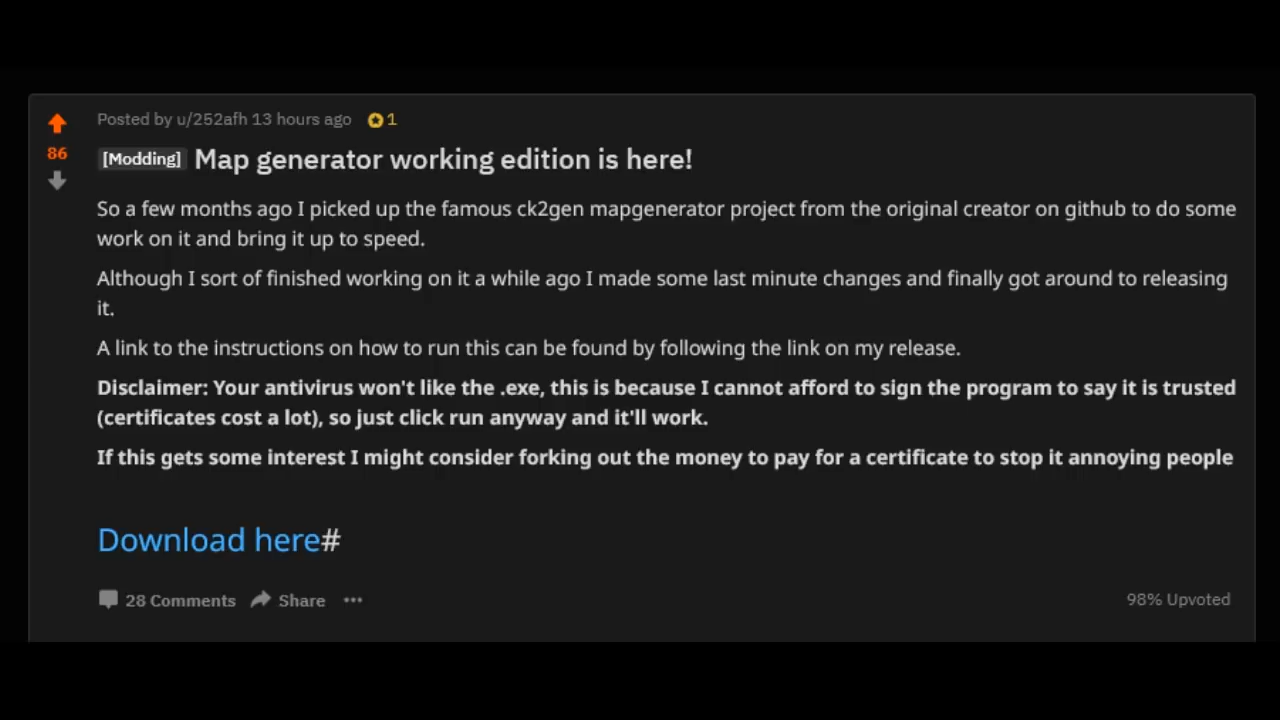 Posted by u/252afh 13 hours ago 1
86
[Modding] Map generator working edition is here!
So a few months ago I picked up the famous ck2gen mapgenerator project from the original creator on github to do some
work on it and bring it up to speed.
Although I sort of finished working on it a while ago I made some last minute changes and finally got around to releasing
it.
A link to the instructions on how to run this can be found by following the link on my release.
Disclaimer: Your antivirus won't like the .exe, this is because I cannot afford to sign the program to say it is trusted
(certificates cost a lot), so just click run anyway and it'll work.
If this gets some interest I might consider forking out the money to pay for a certificate to stop it annoying people
Download here#
28 Comments Share ··· 98% Upvoted